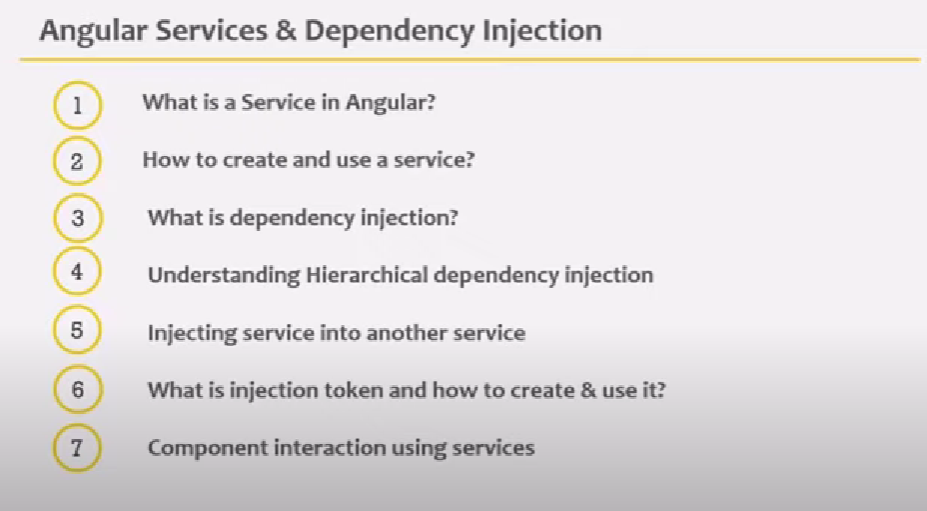 Angular Services & Dependency Injection
1 What is a Service in Angular?
2 How to create and use a service?
3 What is dependency injection?
4 Understanding Hierarchical dependency injection
5 Injecting service into another service
6 What is injection token and how to create & use it?
7 Component interaction using services